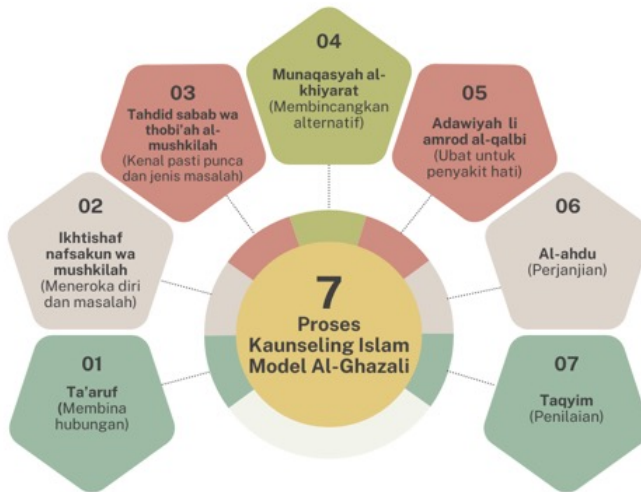 01
Ta'aruf
(Membina
hubungan)
02
Ikhtishaf
nafsakun wa
mushkilah
(Meneroka diri
dan masalah)
03
Tahdid sabab wa
thobi'ah al-
mushkilah
(Kenal pasti punca
dan jenis masalah)
04
Munaqasyah al-
khiyarat
(Membincangkan
alternatif)
05
Adawiyah li
amrod al-qalbi
(Ubat untuk
penyakit hati)
06
Al-ahdu
(Perjanjian)
07
Taqyim
(Penilaian)
7
Proses
Kaunseling Islam
Model Al-Ghazali